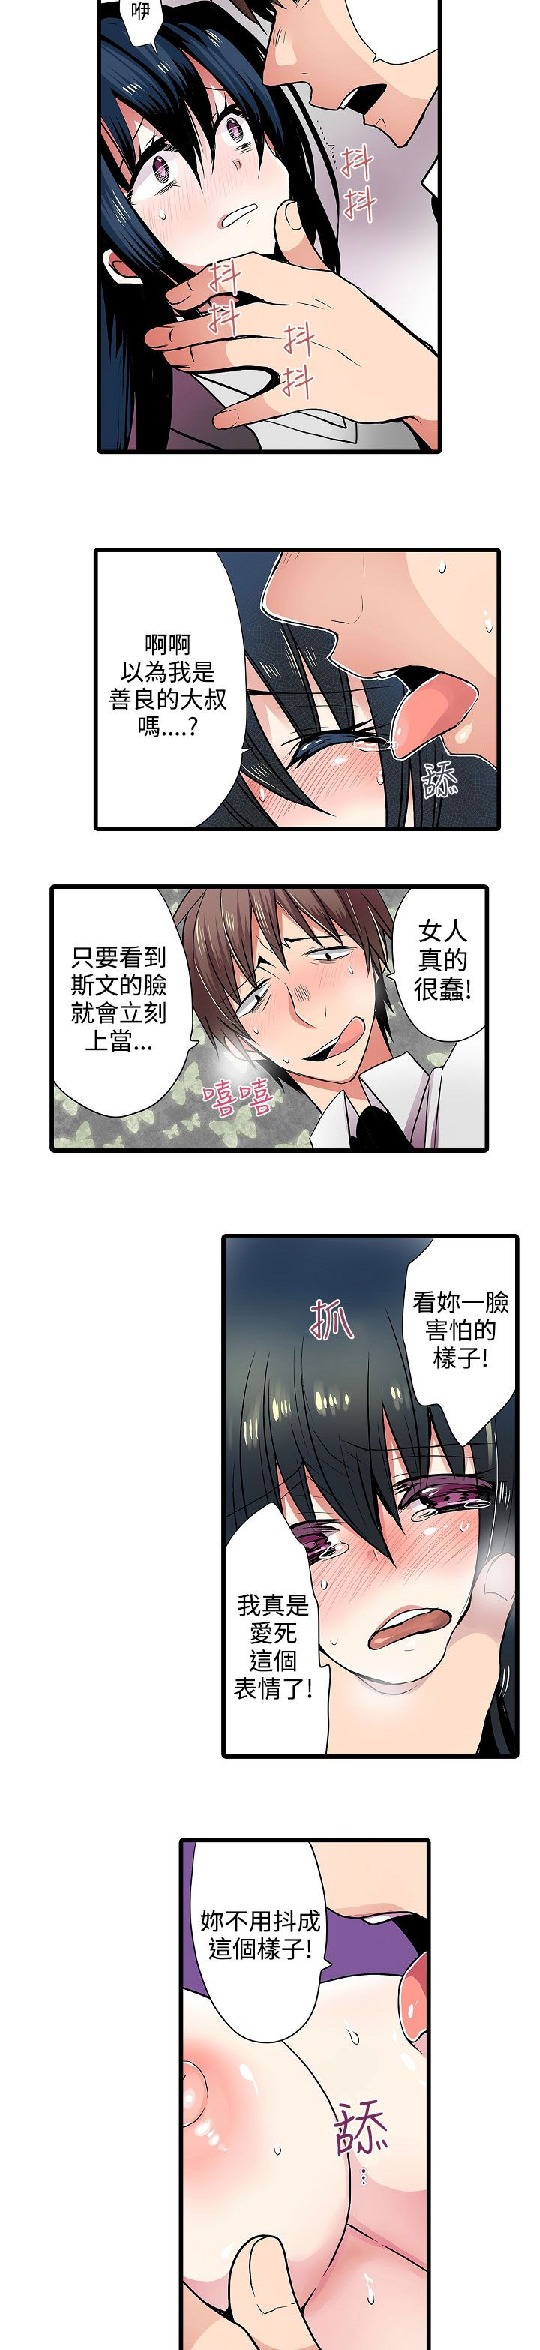 咿
抖
抖
抖
抖
抖
抖
啊啊
以為我是
善良的大叔
嗎....?
舔
女人
真的
很蠢!
只要看到
斯文的臉
就會立刻
上當...
嘻嘻
看妳一臉
害怕的
樣子!
抓
我真是
愛死
這個
表情了!
妳不用抖成
這個樣子!
舔...